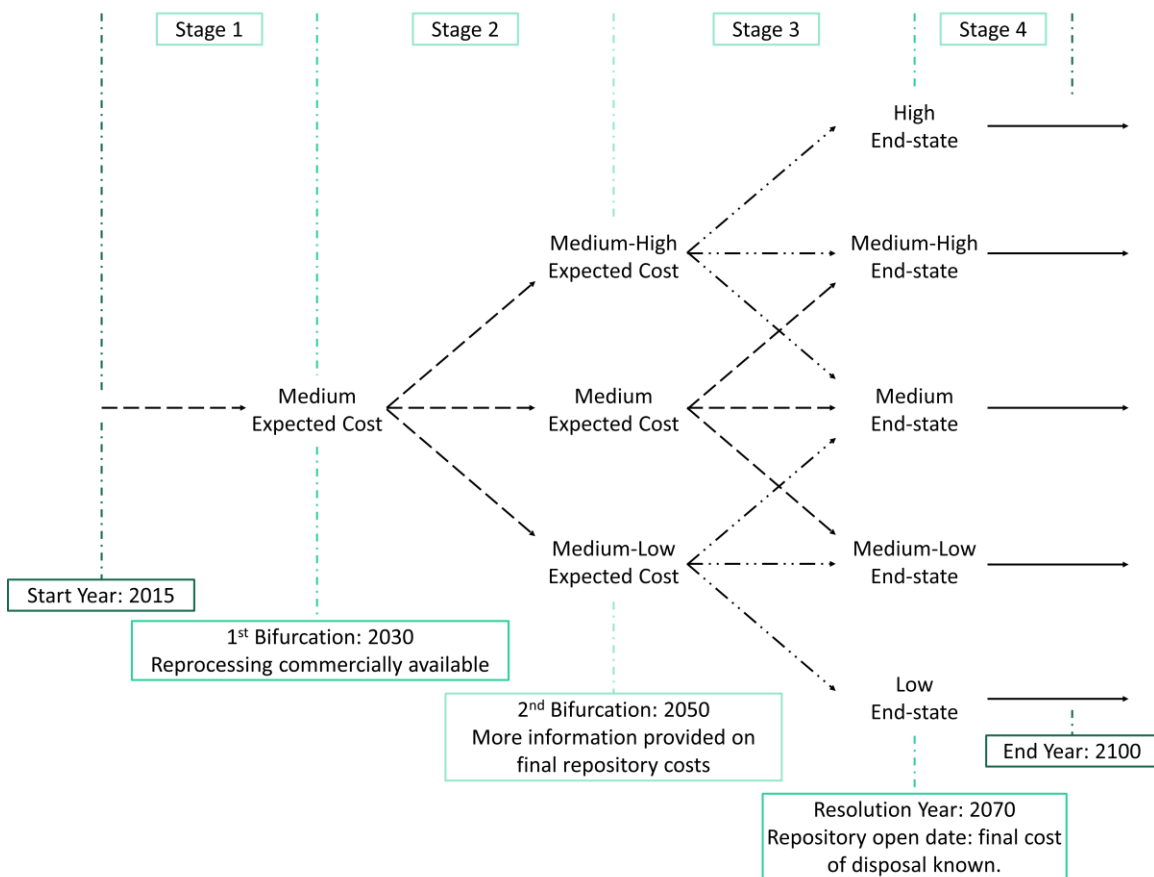 Stage 1
Stage 2
Stage 3
Stage 4
High
End-state
Medium-High
Expected Cost
Medium-High
End-state
Medium
Expected Cost
Medium
Expected Cost
Medium
End-state
Medium-Low
Expected Cost
Medium-Low
End-state
Start Year: 2015
1st Bifurcation: 2030
Reprocessing commercially available
2nd Bifurcation: 2050
More information provided on
final repository costs
Low
End-state
End Year: 2100
Resolution Year: 2070
Repository open date: final cost
of disposal known.